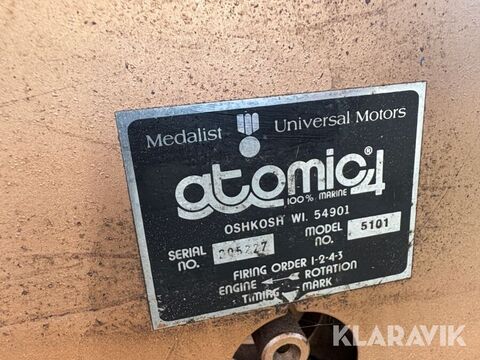 Medalist Universal Motors
atomic4®
100% MARINE
OSHKOSH WI. 54901
SERIAL NO. MODEL NO. 5101
FIRING ORDER 1-2-4-3
ENGINE ROTATION
TIMING MARK
KLARAVIK